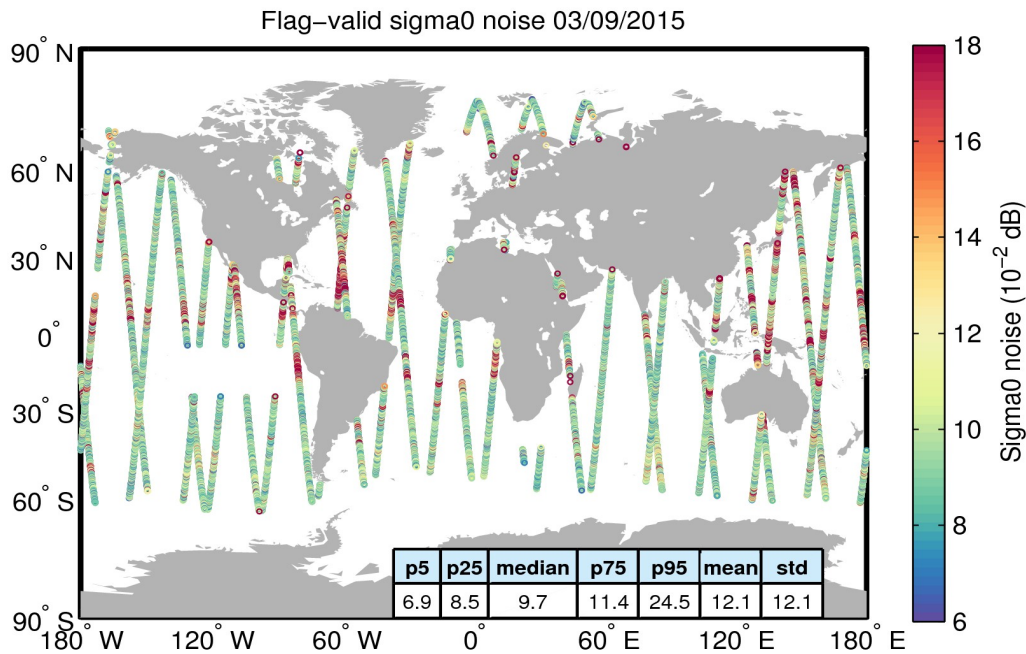 Flag−valid sigma0 noise 03/09/2015
90° N
60° N
30° N
0°
30° S
60° S
90° S
180° W
120° W
60° W
0°
60° E
120° E
180° E
p5 p25 median p75 p95 mean std
6.9 8.5 9.7 11.4 24.5 12.1 12.1
18
16
14
12
10
8
6
Sigma0 noise (10⁻² dB)